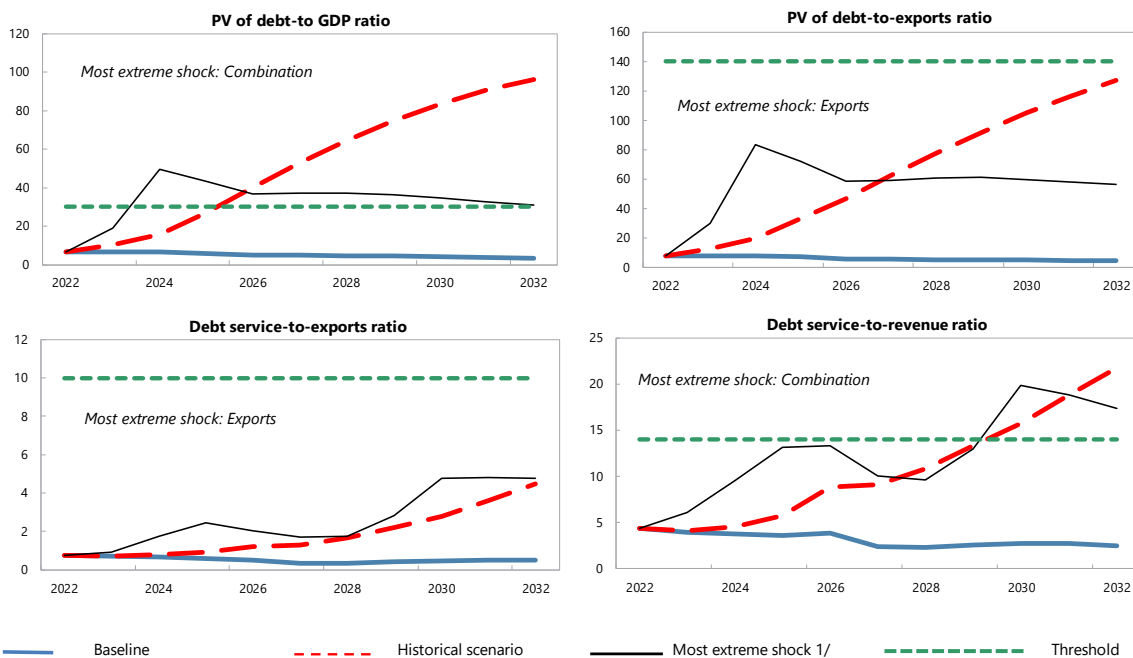 PV of debt-to GDP ratio
120
100
80
60
40
20
0
Most extreme shock: Combination
2022 2024 2026 2028 2030 2032
PV of debt-to-exports ratio
160
140
120
100
80
60
40
20
0
Most extreme shock: Exports
2022 2024 2026 2028 2030 2032
Debt service-to-exports ratio
12
10
8
6
4
2
0
Most extreme shock: Exports
2022 2024 2026 2028 2030 2032
Debt service-to-revenue ratio
25
20
15
10
5
0
Most extreme shock: Combination
2022 2024 2026 2028 2030 2032
Baseline Historical scenario Most extreme shock 1/ Threshold